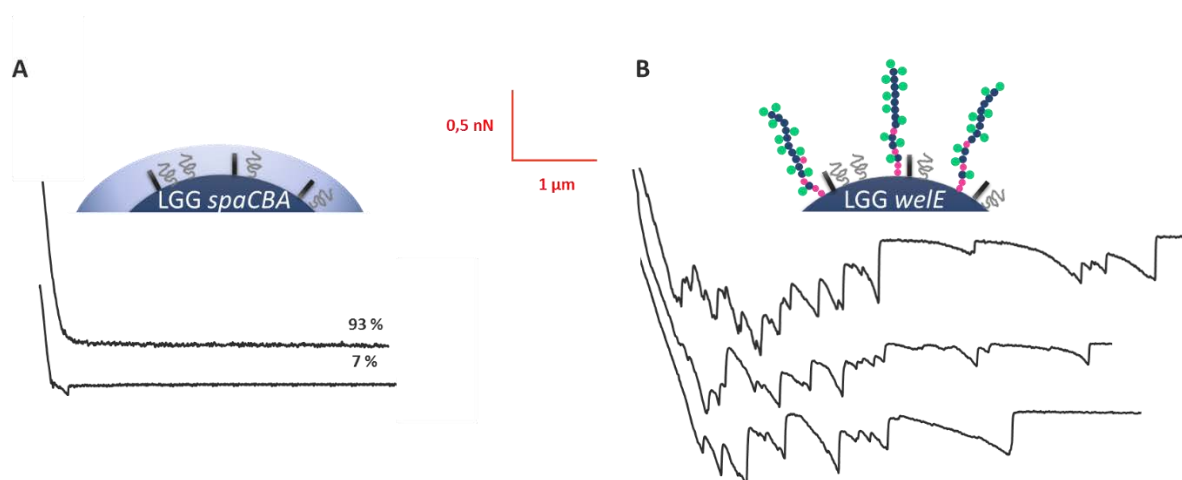 A
B
0,5 nN
1 µm
LGG spaCBA
LGG welE
93 %
7 %